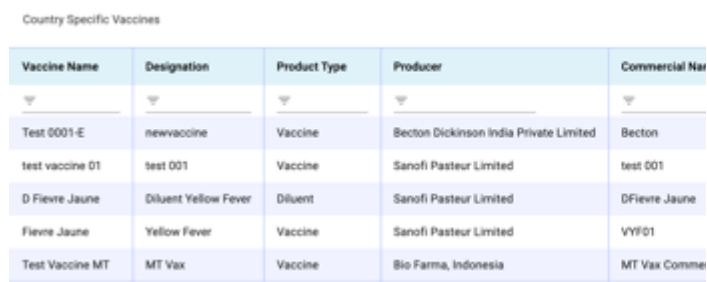 Country Specific Vaccines
Vaccine Name Designation Product Type Producer Commercial Nar
Test 0001-E newvaccine Vaccine Becton Dickinson India Private Limited Becton
test vaccine 01 test 001 Vaccine Sanofi Pasteur Limited test 001
D Fievre Jaune Diluent Yellow Fever Diluent Sanofi Pasteur Limited DFievre Jaune
Fievre Jaune Yellow Fever Vaccine Sanofi Pasteur Limited VYF01
Test Vaccine MT MT Vax Vaccine Bio Farma, Indonesia MT Vax Comme